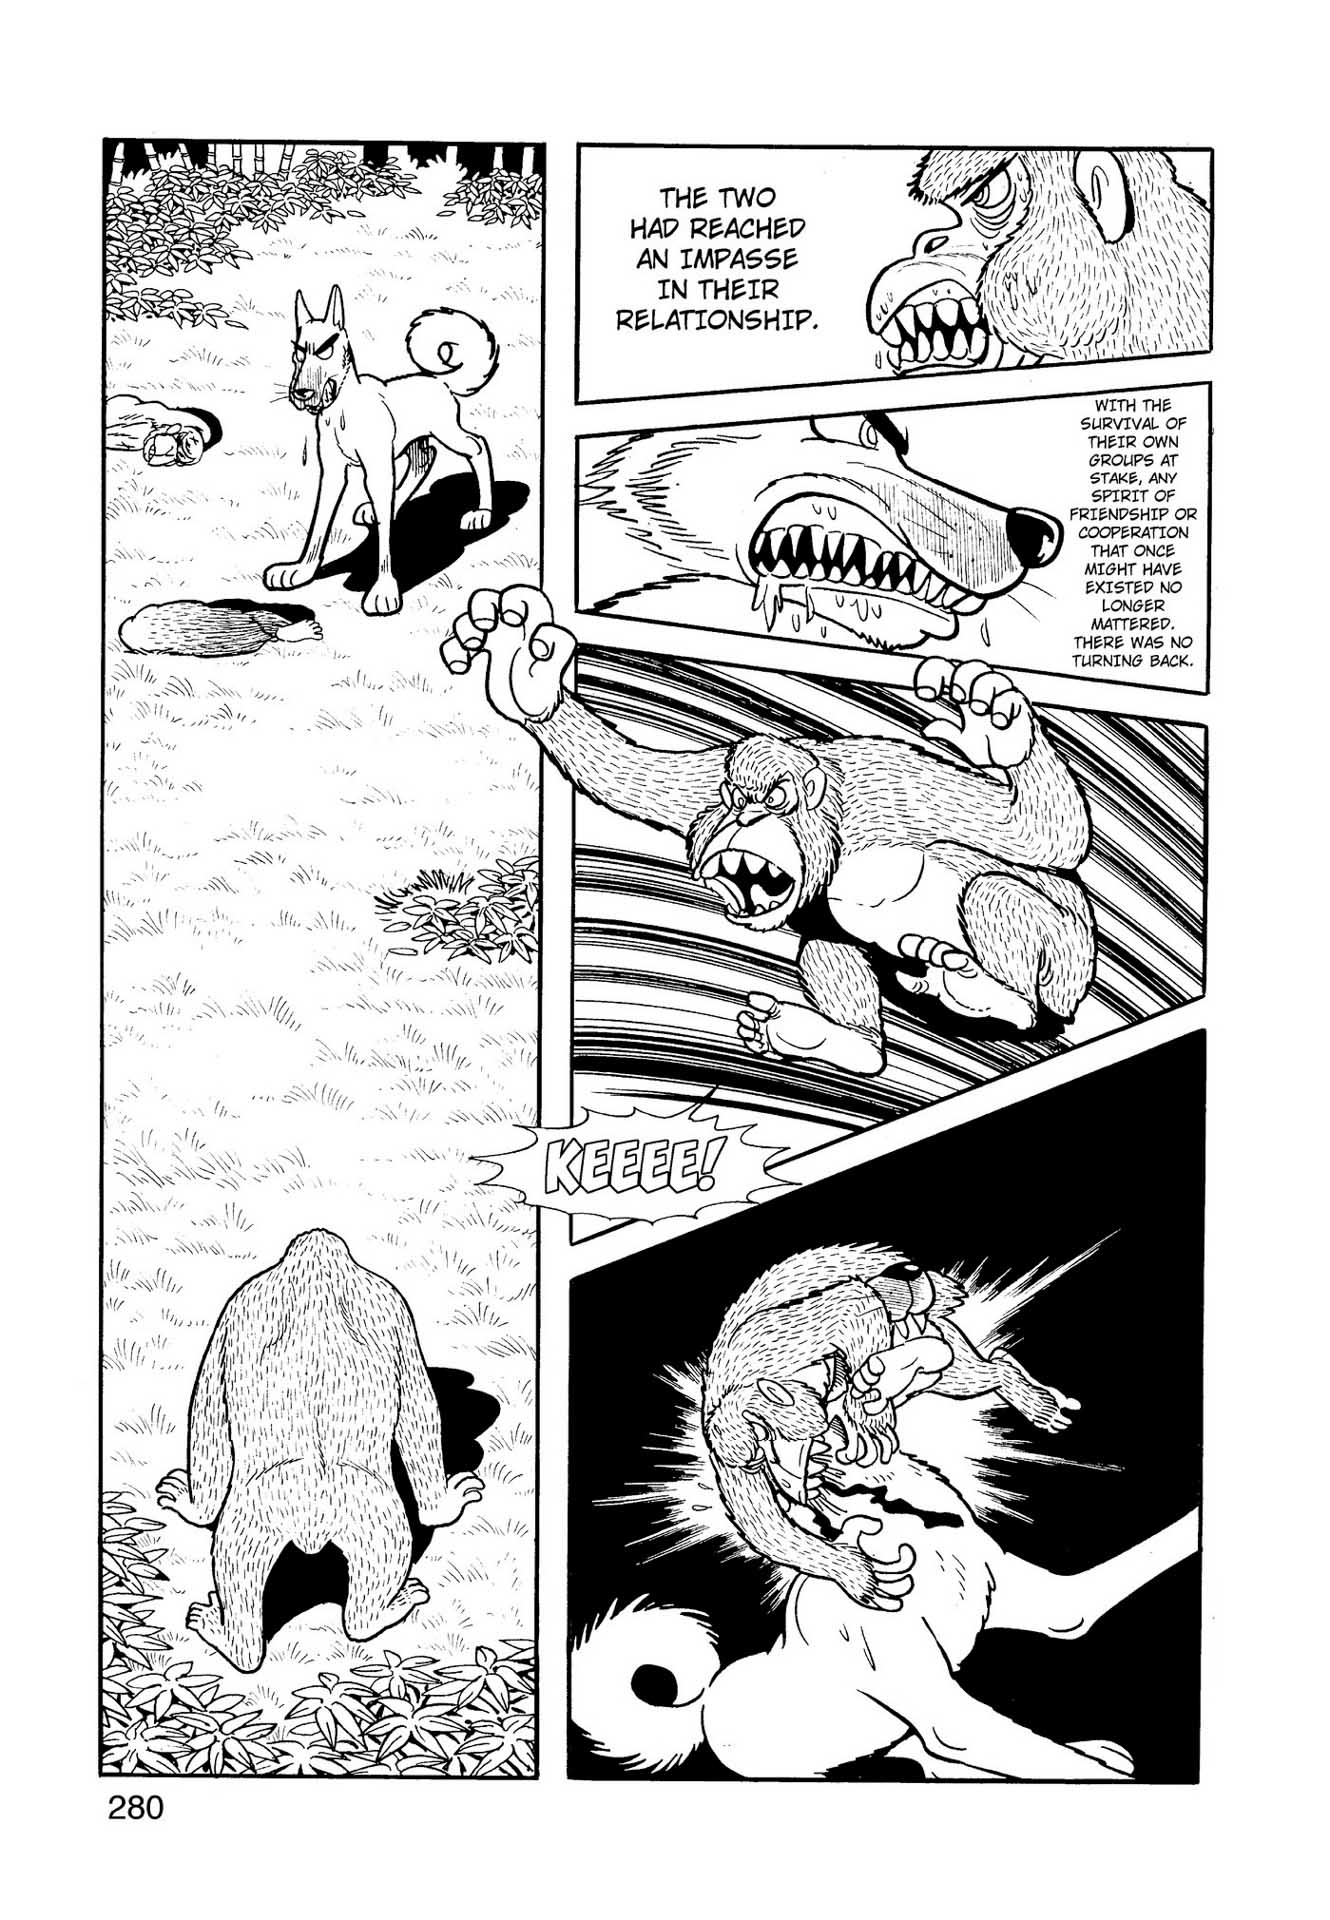 THE TWO
HAD REACHED
AN IMPASSE
IN THEIR
RELATIONSHIP.
WITH THE
SURVIVAL OF
THEIR OWN
GROUPS AT
STAKE, ANY
SPIRIT OF
FRIENDSHIP OR
COOPERATION
THAT ONCE
MIGHT HAVE
EXISTED NO
LONGER
MATTERED.
THERE WAS NO
TURNING BACK.
KEEEE!
280